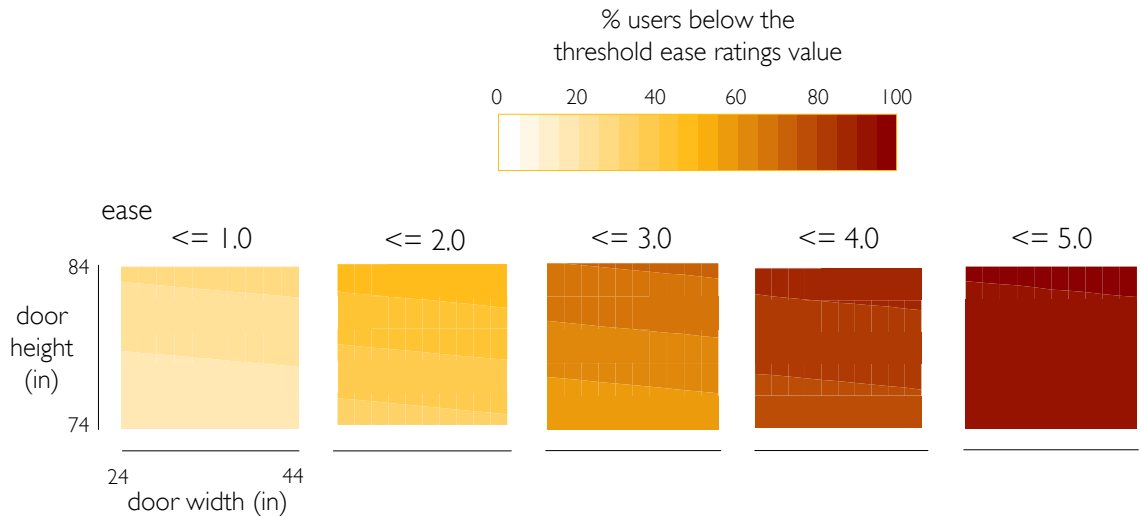 % users below the
threshold ease ratings value
0 20 40 60 80 100
ease
<= 1.0 <= 2.0 <= 3.0 <= 4.0 <= 5.0
84
door
height
(in)
74
24 44
door width (in)